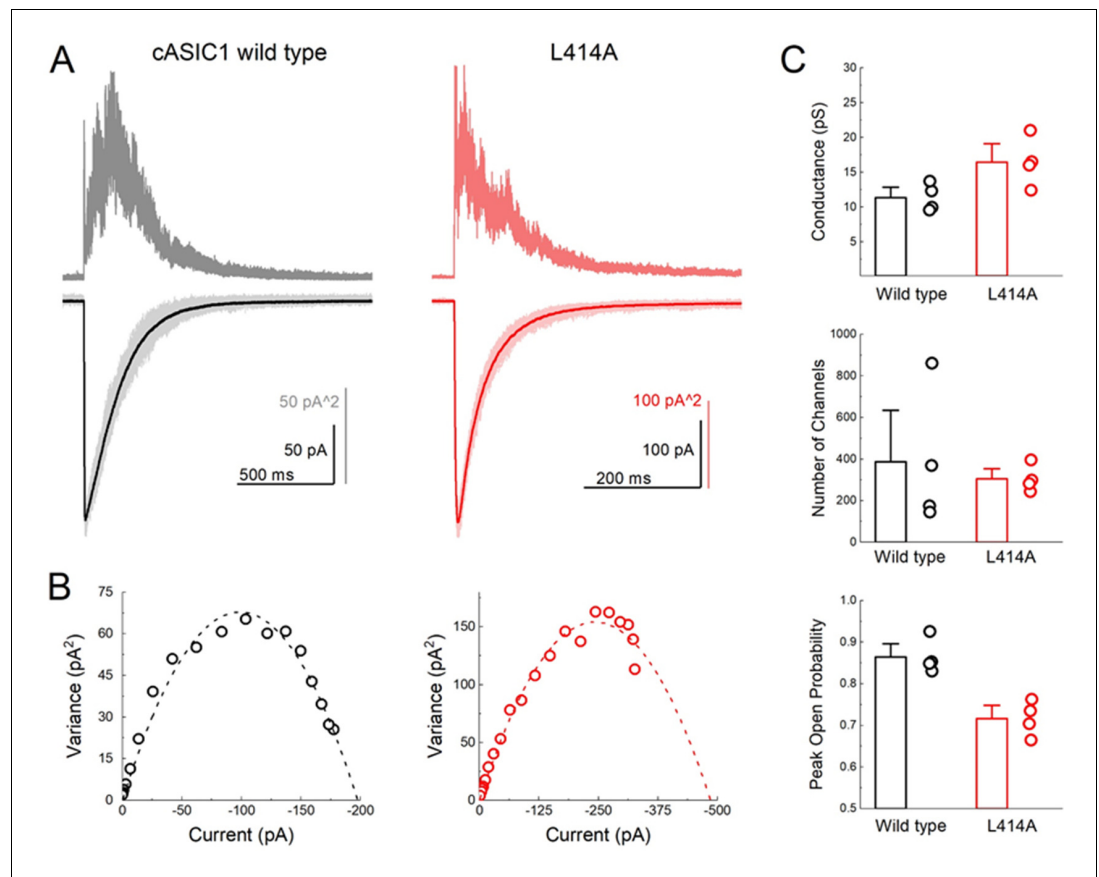 A
cASIC1 wild type
L414A
50 pA^2
50 pA
500 ms
100 pA^2
100 pA
200 ms
B
Variance (pA²)
75
60
45
30
15
0
0
-50
-100
-150
-200
Current (pA)
Variance (pA²)
150
100
50
0
0
-125
-250
-375
-500
Current (pA)
C
Conductance (pS)
30
25
20
15
10
5
Wild type
L414A
Number of Channels
1000
800
600
400
200
0
Wild type
L414A
Peak Open Probability
1.0
0.9
0.8
0.7
0.6
0.5
Wild type
L414A